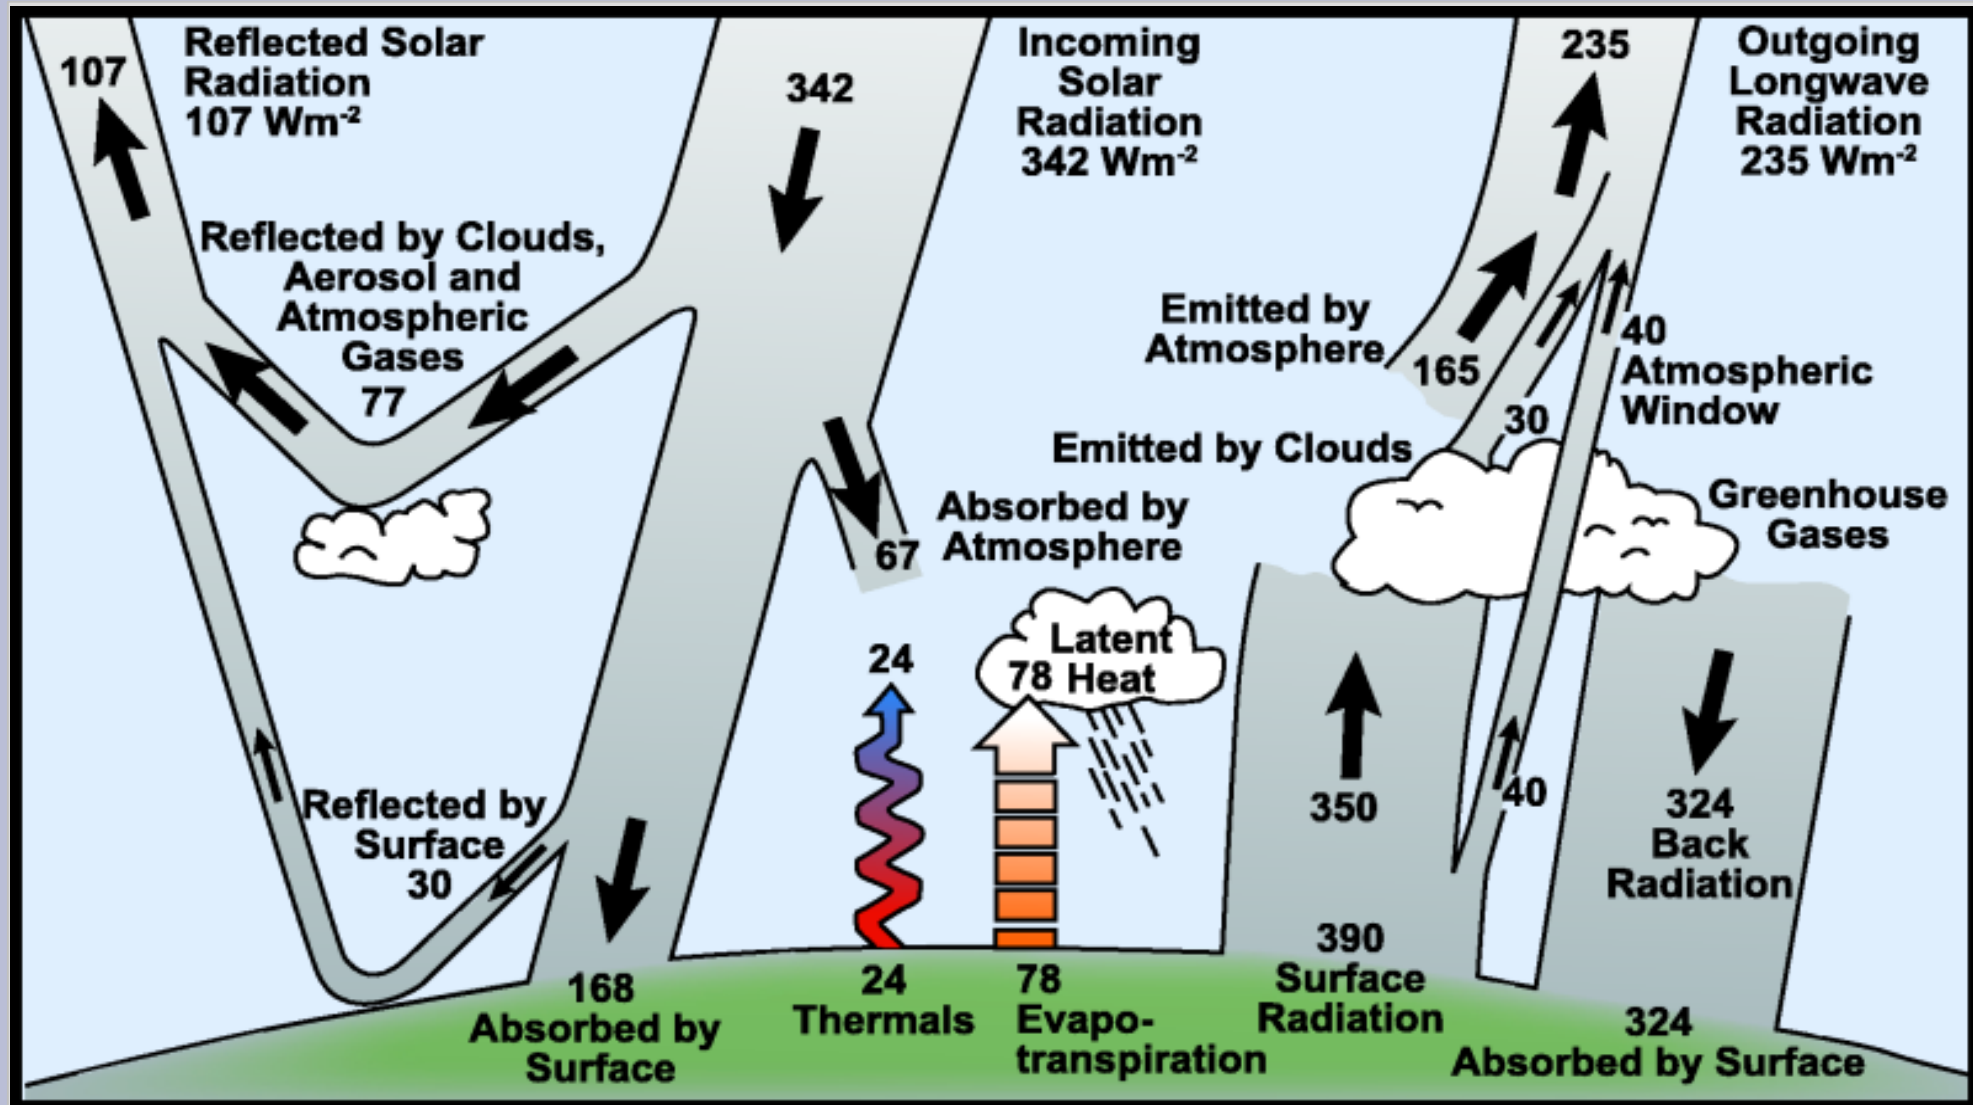 107
Reflected Solar
Radiation
107 Wm-2
342
Incoming
Solar
Radiation
342 Wm-2
235
Outgoing
Longwave
Radiation
235 Wm-2
Reflected by Clouds,
Aerosol and
Atmospheric
Gases
77
Emitted by
Atmosphere
165
40
Atmospheric
Window
30
Emitted by Clouds
Greenhouse
Gases
Absorbed by
Atmosphere
67
24
Latent
78 Heat
350
40
324
Back
Radiation
Reflected by
Surface
30
168
Absorbed by
Surface
24
Thermals
78
Evapo-
transpiration
390
Surface
Radiation
324
Absorbed by Surface